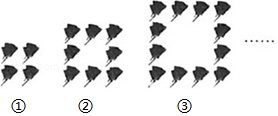 ……
① ② ③